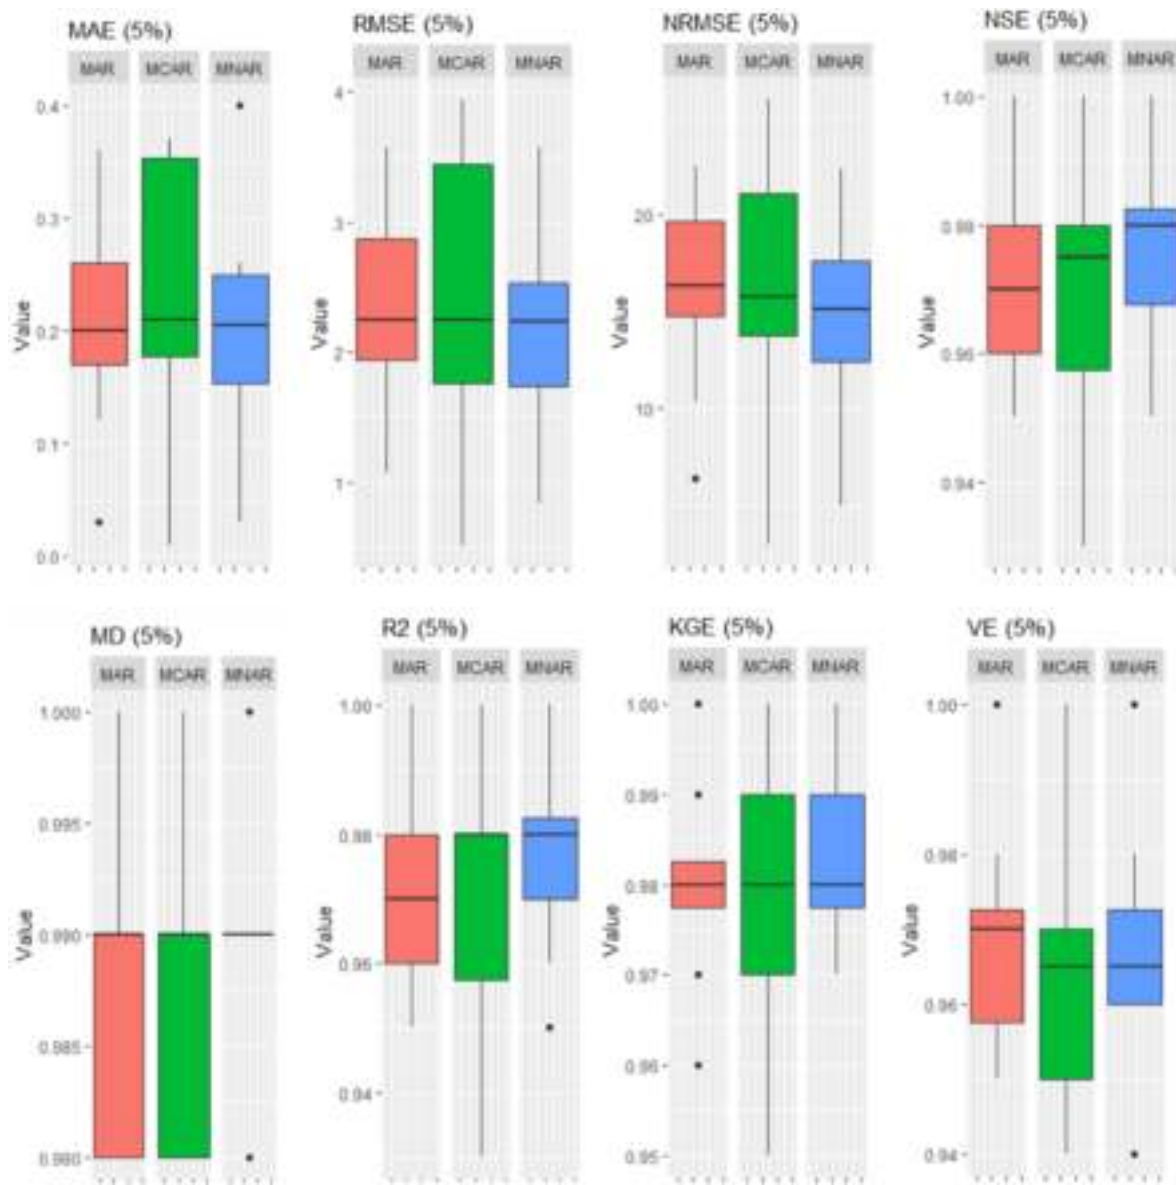 MAE (5%)
MAR MCAR MNAR
Value
0.4
0.3
0.2
0.1
0.0
RMSE (5%)
MAR MCAR MNAR
Value
4
3
2
1
NRMSE (5%)
MAR MCAR MNAR
Value
20
10
NSE (5%)
MAR MCAR MNAR
Value
1.00
0.98
0.96
0.94
MD (5%)
MAR MCAR MNAR
Value
1.000
0.995
0.990
0.985
0.980
R2 (5%)
MAR MCAR MNAR
Value
1.00
0.98
0.96
0.94
KGE (5%)
MAR MCAR MNAR
Value
1.00
0.99
0.98
0.97
0.96
0.95
VE (5%)
MAR MCAR MNAR
Value
1.00
0.98
0.96
0.94